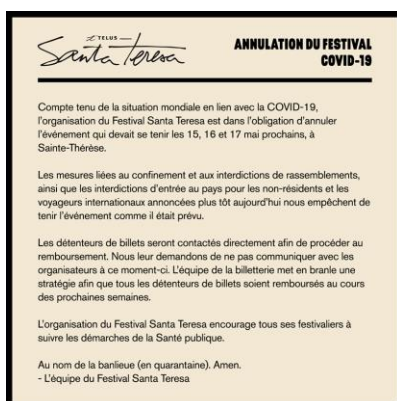 TELUS
Santa Teresa
ANNULATION DU FESTIVAL
COVID-19
Compte tenu de la situation mondiale en lien avec la COVID-19,
l'organisation du Festival Santa Teresa est dans l'obligation d'annuler
l'événement qui devait se tenir les 15, 16 et 17 mai prochains, à
Sainte-Thérèse.
Les mesures liées au confinement et aux interdictions de rassemblements,
ainsi que les interdictions d'entrée au pays pour les non-résidents et les
voyageurs internationaux annoncées plus tôt aujourd'hui nous empêchent de
tenir l'événement comme il était prévu.
Les détenteurs de billets seront contactés directement afin de procéder au
remboursement. Nous leur demandons de ne pas communiquer avec les
organisateurs à ce moment-ci. L'équipe de la billetterie met en branle une
stratégie afin que tous les détenteurs de billets soient remboursés au cours
des prochaines semaines.
L'organisation du Festival Santa Teresa encourage tous ses festivaliers à
suivre les démarches de la Santé publique.
Au nom de la banlieue (en quarantaine). Amen.
- L'équipe du Festival Santa Teresa